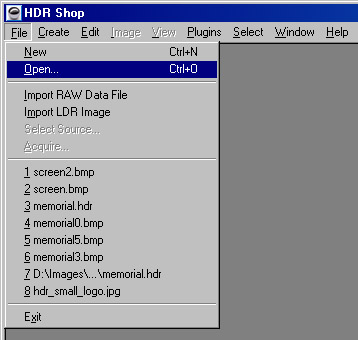 HDR Shop
File Create Edit Image View Plugins Select Window Help
New Ctrl+N
Open... Ctrl+O
Import RAW Data File
Import LDR Image
Select Source...
Acquire...
1 screen2.bmp
2 screen.bmp
3 memorial.hdr
4 memorial0.bmp
5 memorial5.bmp
6 memorial3.bmp
7 D:\Images\...\memorial.hdr
8 hdr_small_logo.jpg
Exit